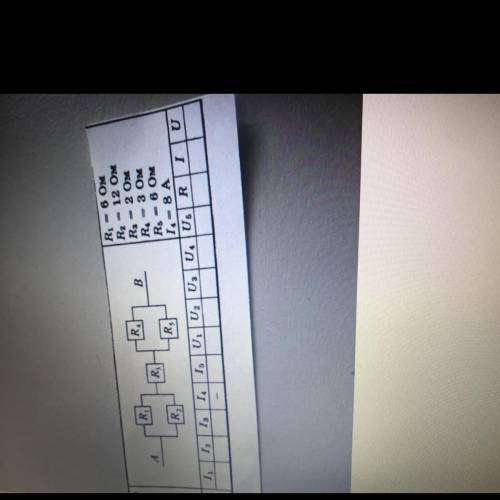 A
R₁
R₂
R₃
R₄
R₅
B
R₁ = 6 Ом
R₂ = 12 Ом
R₃ = 2 Ом
R₄ = 3 Ом
R₅ = 6 Ом
I₄ = 8 А
I₁ I₂ I₃ I₄ I₅ U₁ U₂ U₃ U₄ U₅ R I U
–